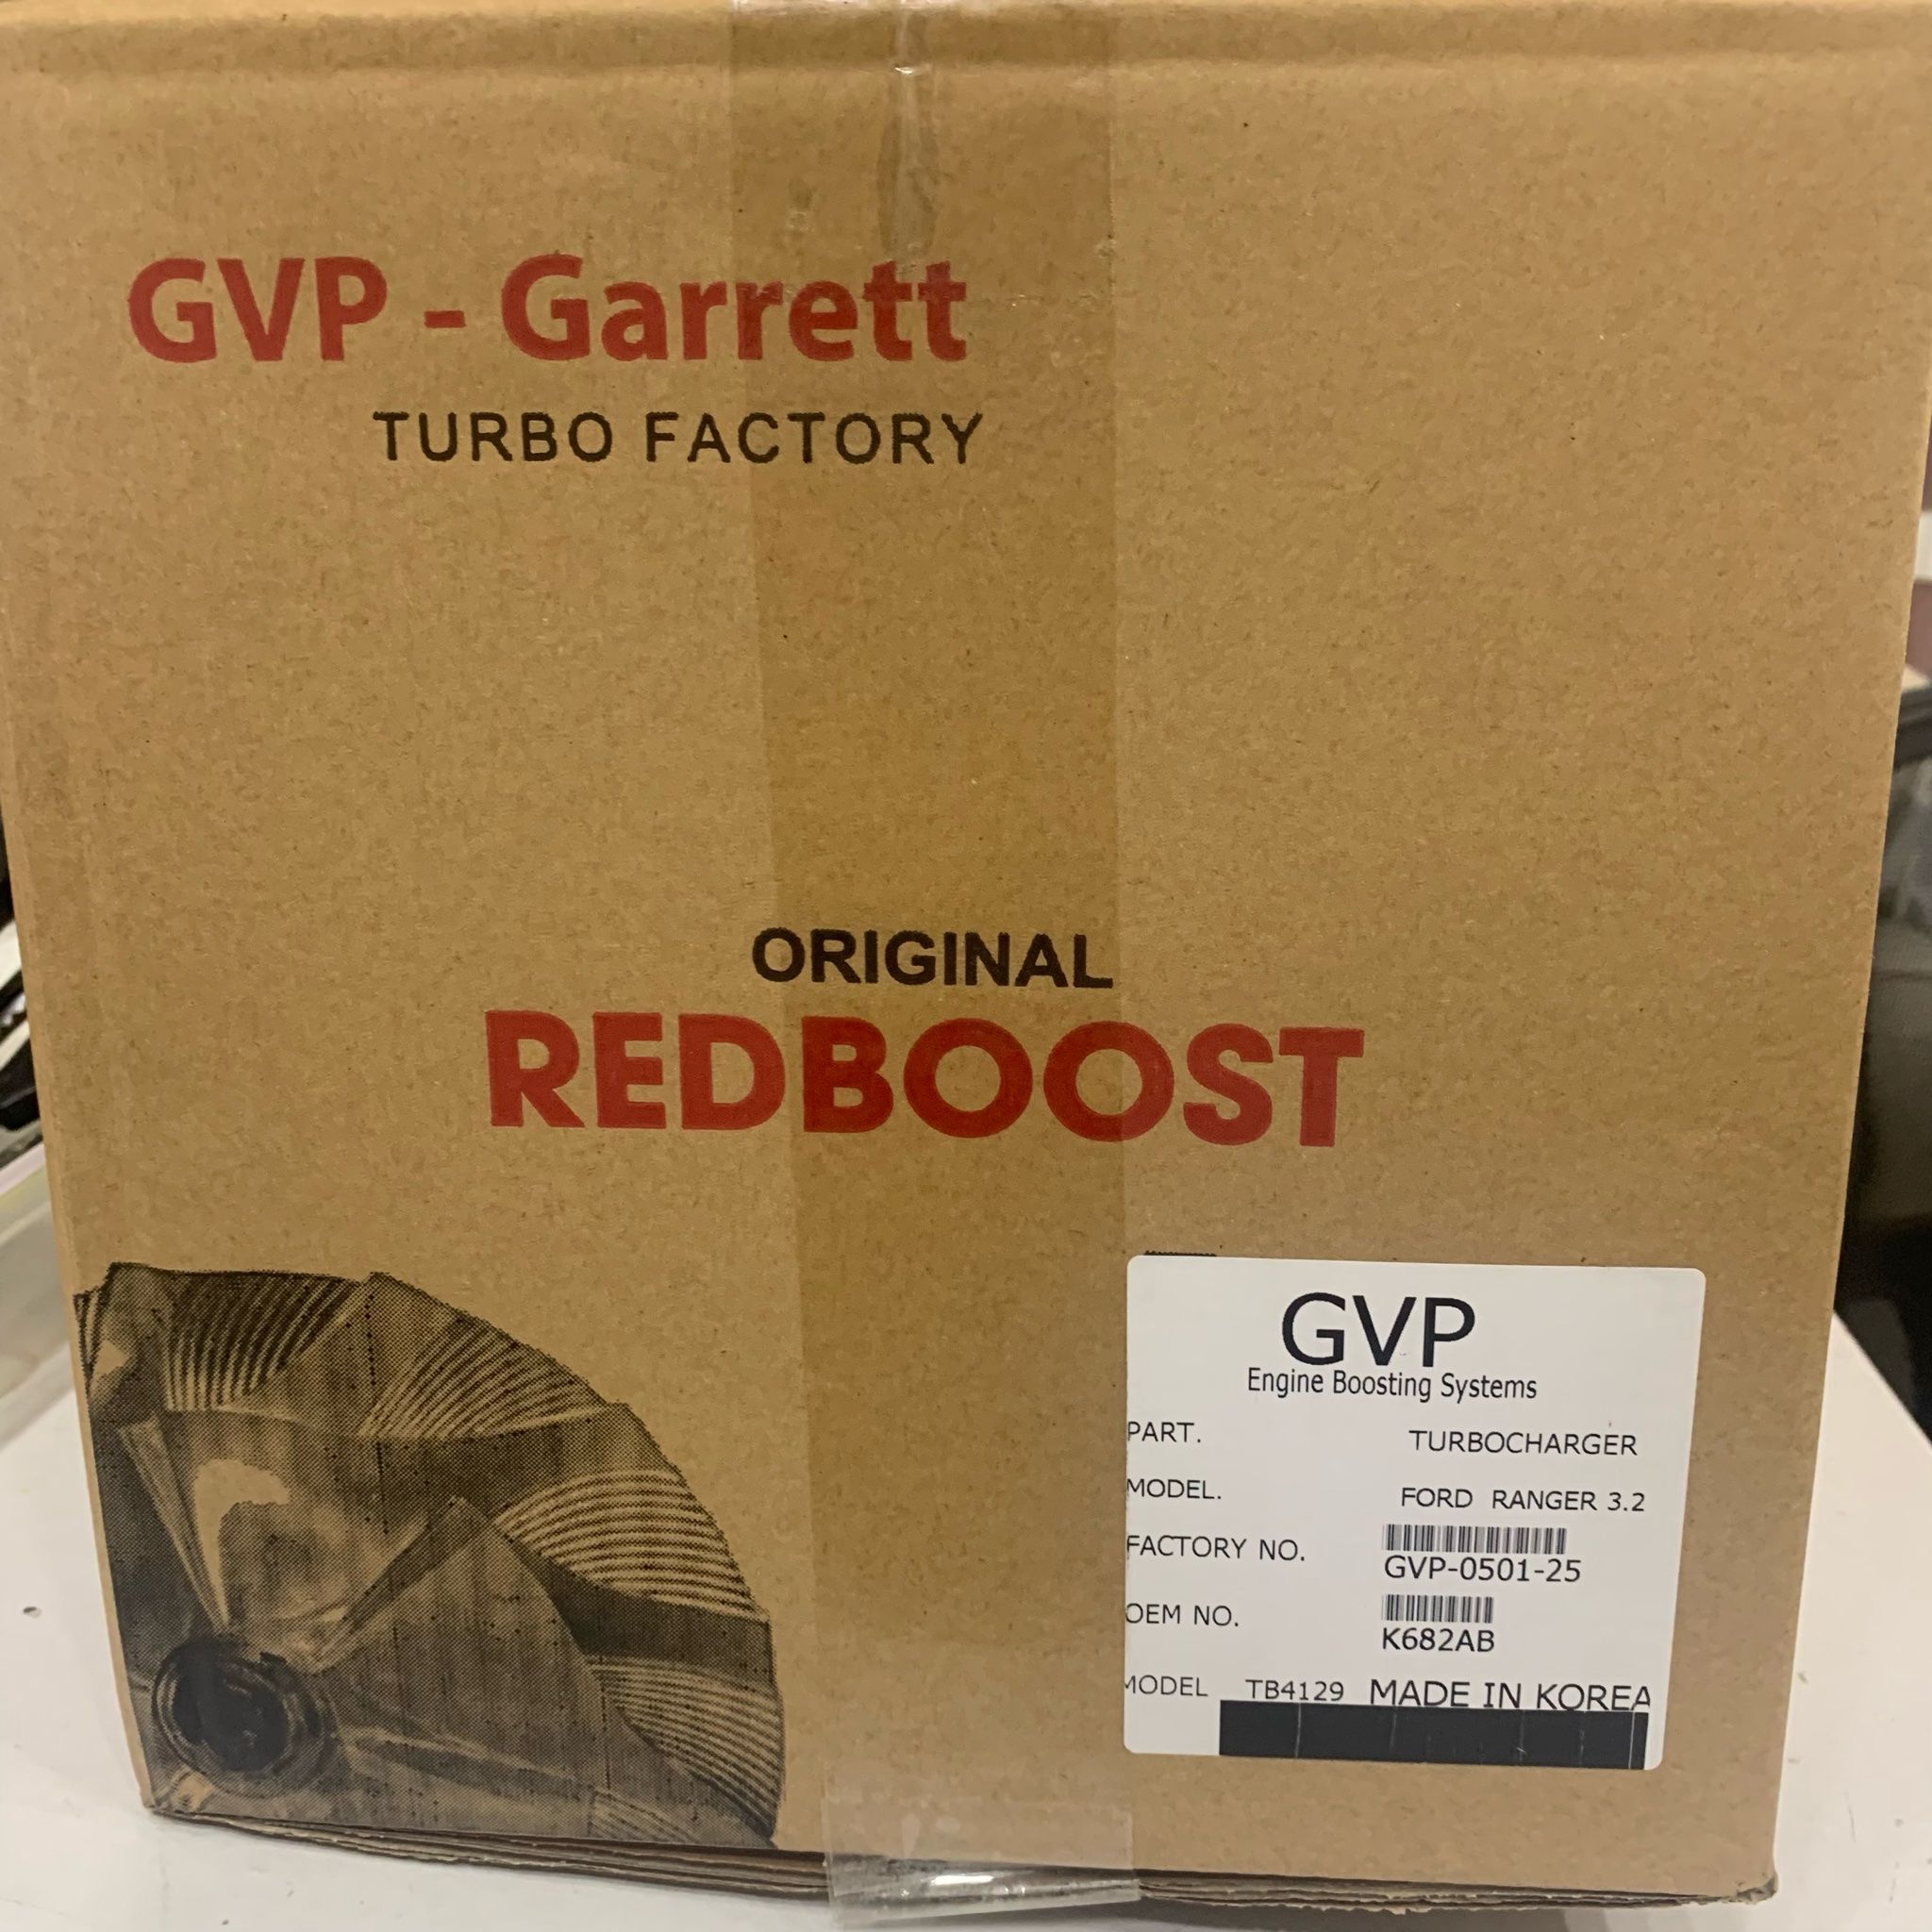 GVP - Garrett
TURBO FACTORY
ORIGINAL
REDBOOST
GVP
Engine Boosting Systems
PART. TURBOCHARGER
MODEL. FORD RANGER 3.2
FACTORY NO. GVP-0501-25
OEM NO. K682AB
MODEL TB4129 MADE IN KOREA